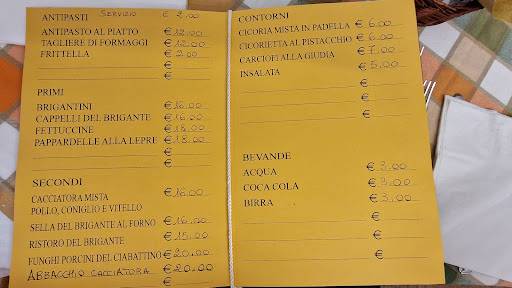 ANTIPASTI SERVIZIO € 2,00
ANTIPASTO AL PIATTO € 12.00
TAGLIERE DI FORMAGGI € 12.00
FRITTELLA € 2.00
€
€
PRIMI
BRIGANTINI € 16.00
CAPPELLI DEL BRIGANTE € 16.00
FETTUCCINE € 18.00
PAPPARDELLE ALLA LEPRE € 18.00
€
€
SECONDI
CACCIATORA MISTA € 16.00
POLLO, CONIGLIO E VITELLO
SELLA DEL BRIGANTE AL FORNO € 16.00
RISTORO DEL BRIGANTE € 15.00
FUNGHI PORCINI DEL CIABATTINO € 20.00
ABBACCHIO CACCIATORA € 20.00
CONTORNI
CICORIA MISTA IN PADELLA € 6.00
CICORIETTA AL PISTACCHIO € 6.00
CARCIOFI ALLA GIUDIA € 7.00
INSALATA € 5.00
€
€
€
BEVANDE
ACQUA € 3.00
COCA COLA € 3.00
BIRRA € 3.00
€
€
€